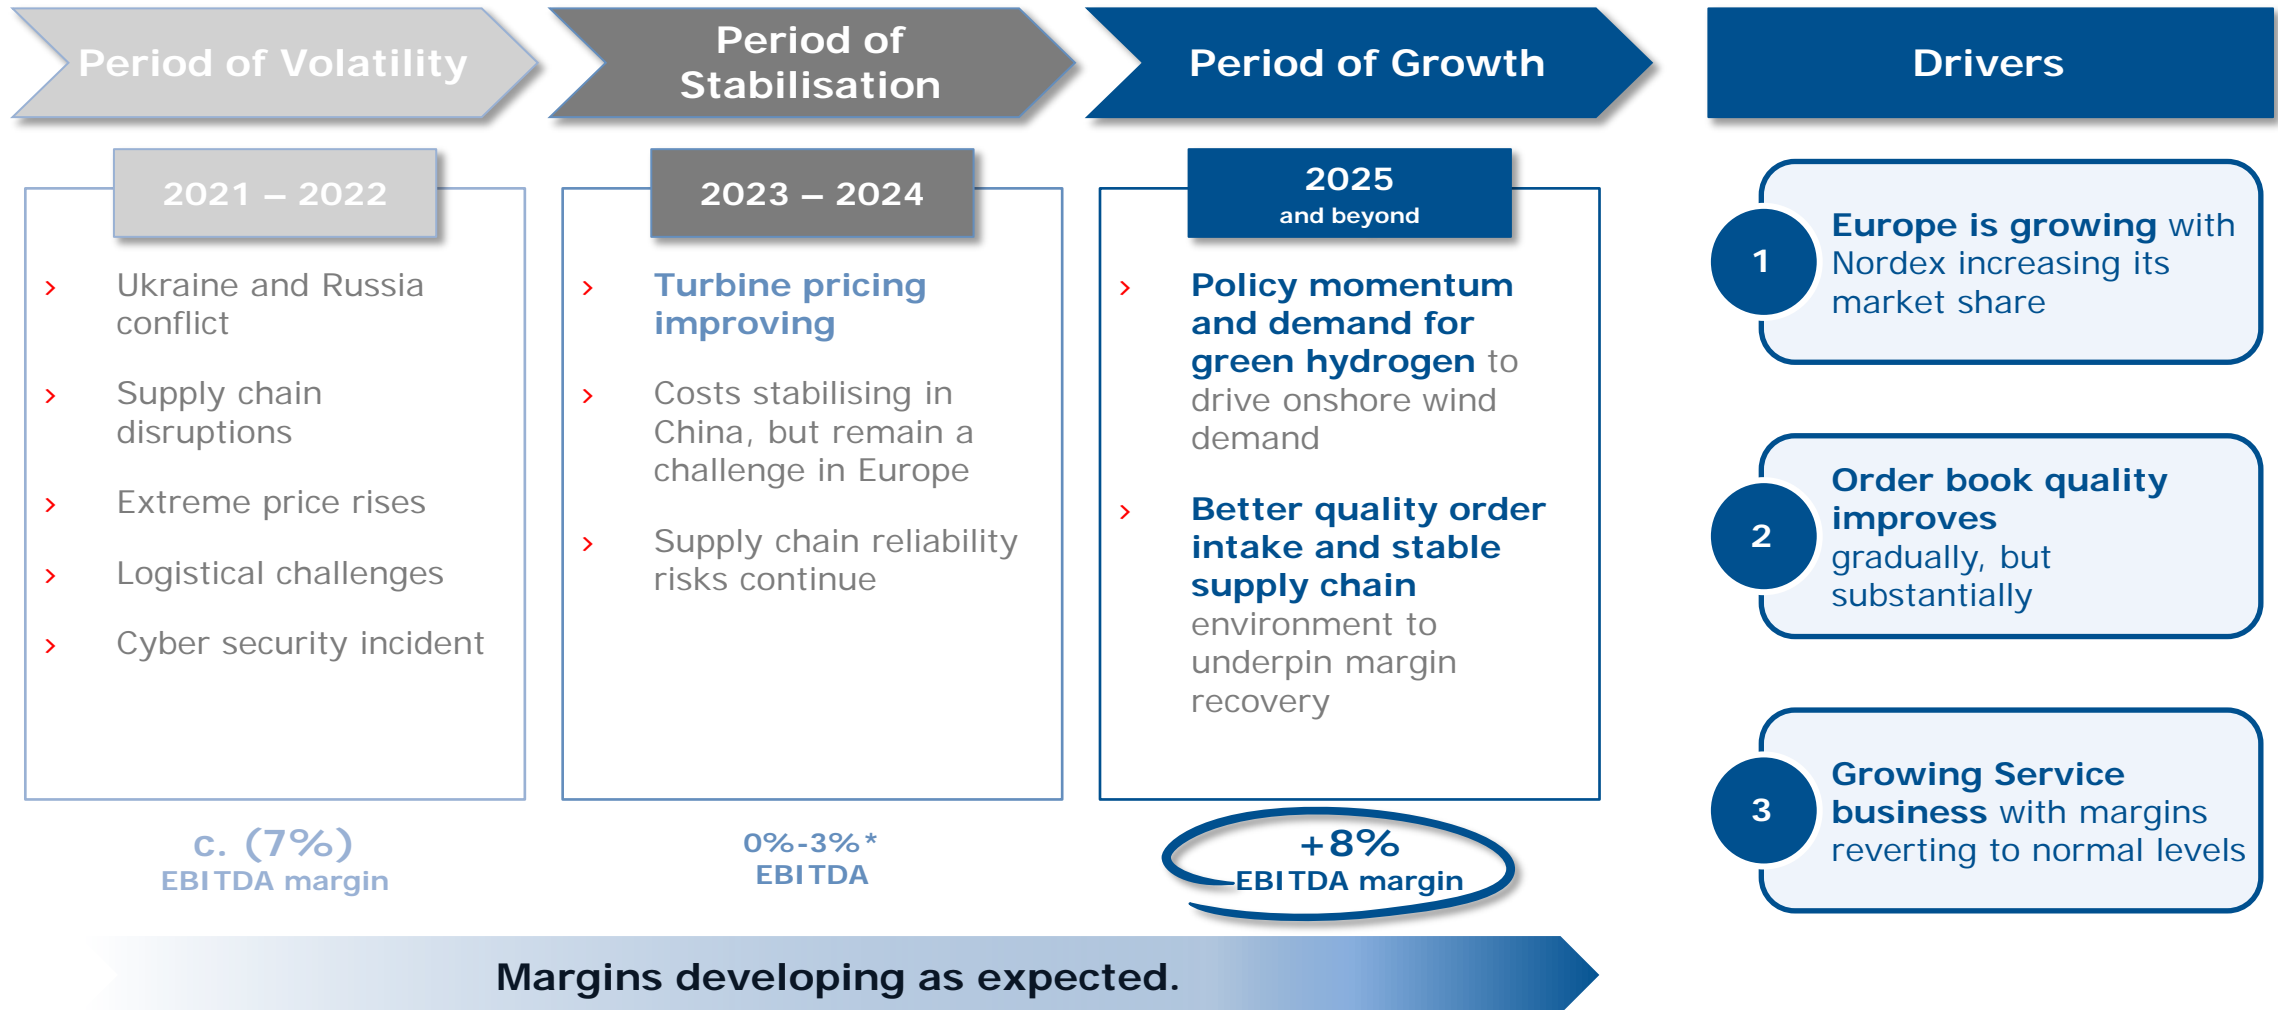 Period of Volatility
2021 – 2022
› Ukraine and Russia
conflict
› Supply chain
disruptions
› Extreme price rises
› Logistical challenges
› Cyber security incident
c. (7%)
EBITDA margin
Period of
Stabilisation
2023 – 2024
› Turbine pricing
improving
› Costs stabilising in
China, but remain a
challenge in Europe
› Supply chain reliability
risks continue
0%-3%*
EBITDA
Period of Growth
2025
and beyond
› Policy momentum
and demand for
green hydrogen to
drive onshore wind
demand
› Better quality order
intake and stable
supply chain
environment to
underpin margin
recovery
+8%
EBITDA margin
Margins developing as expected.
Drivers
1
Europe is growing with
Nordex increasing its
market share
2
Order book quality
improves
gradually, but
substantially
3
Growing Service
business with margins
reverting to normal levels